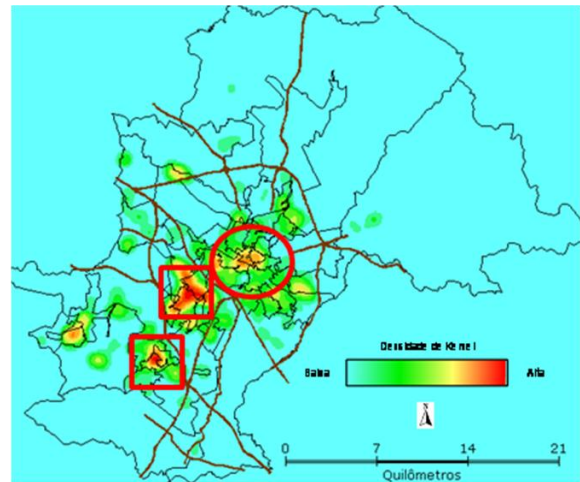 Densidade de Kernel
Baixa
Alta
N
0
7
14
21
Quilômetros